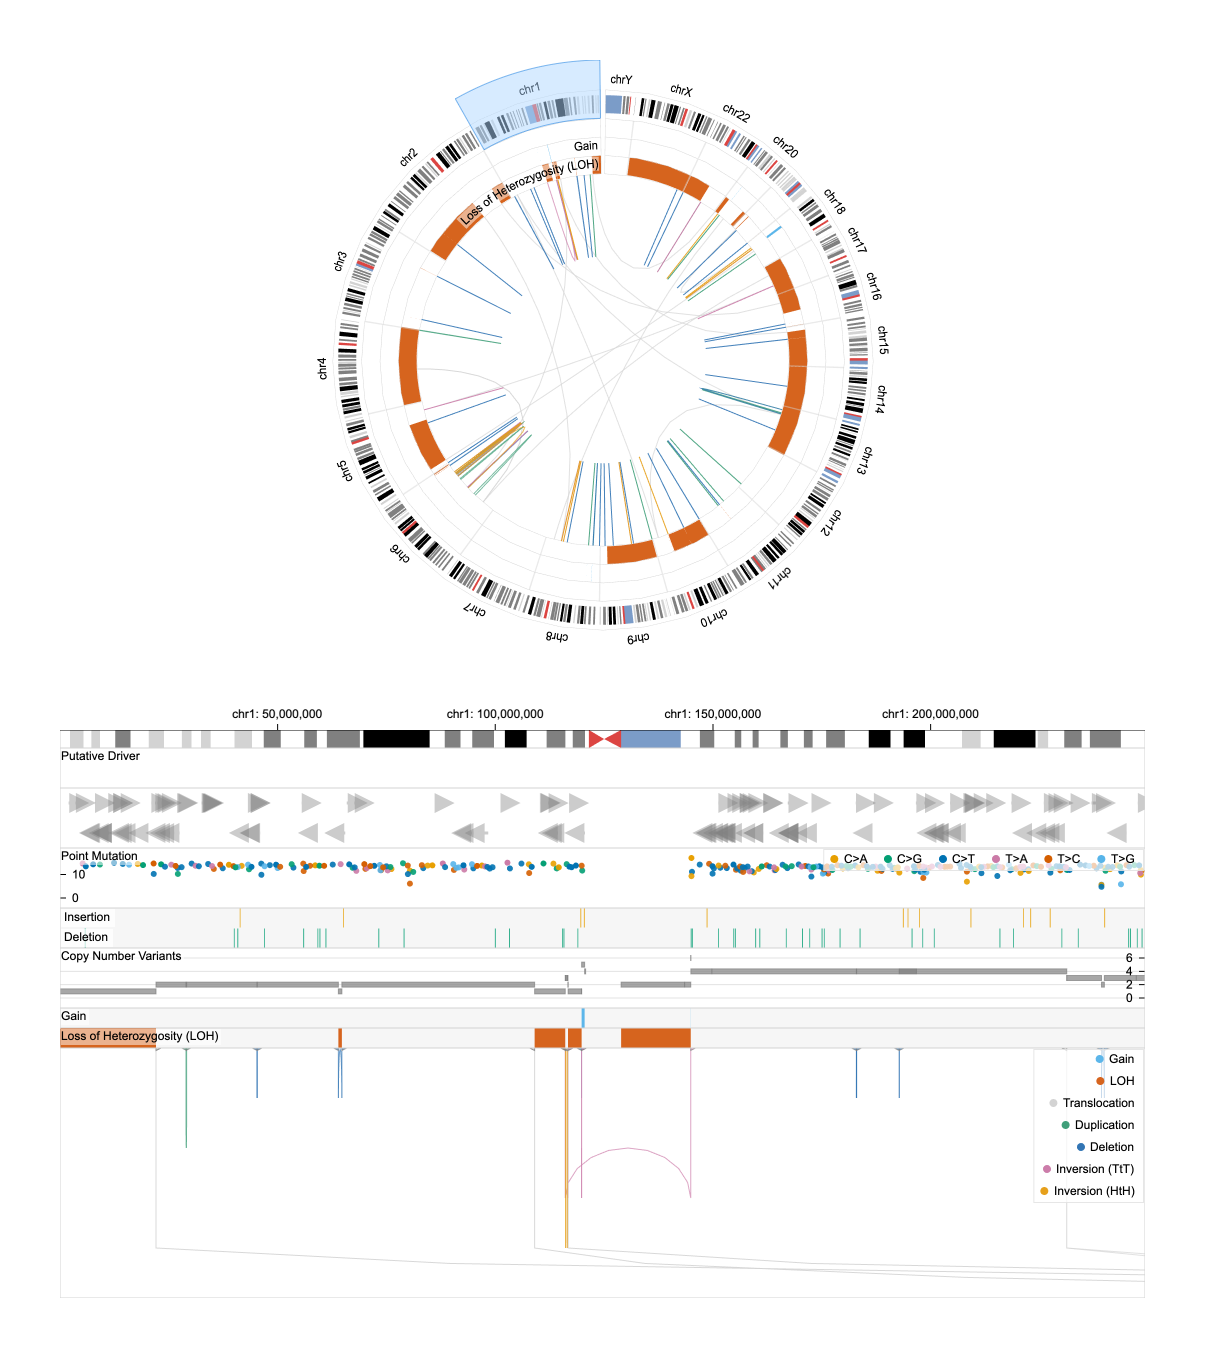 chr1
chrY
chrX
chr22
chr20
chr18
chr17
chr16
chr15
chr14
chr13
chr12
chr11
chr10
chr9
chr8
chr7
chr6
chr5
chr4
chr3
chr2
Gain
Loss of Heterozygosity (LOH)
chr1: 50,000,000
chr1: 100,000,000
chr1: 150,000,000
chr1: 200,000,000
Putative Driver
Point Mutation
C>A C>G C>T T>A T>C T>G
10
0
Insertion
Deletion
Copy Number Variants
6
4
2
0
Gain
Loss of Heterozygosity (LOH)
Gain
LOH
Translocation
Duplication
Deletion
Inversion (TtT)
Inversion (HtH)